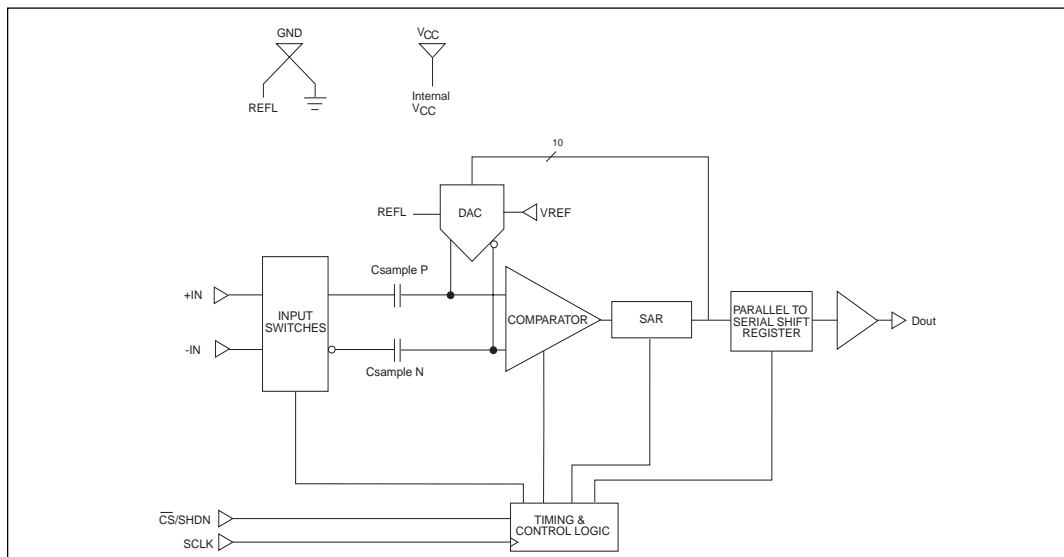 GND
VCC
REFL
Internal
VCC
10
REFL
DAC
VREF
Csample P
+IN
INPUT
SWITCHES
COMPARATOR
SAR
PARALLEL TO
SERIAL SHIFT
REGISTER
Dout
-IN
Csample N
CS/SHDN
TIMING &
CONTROL LOGIC
SCLK